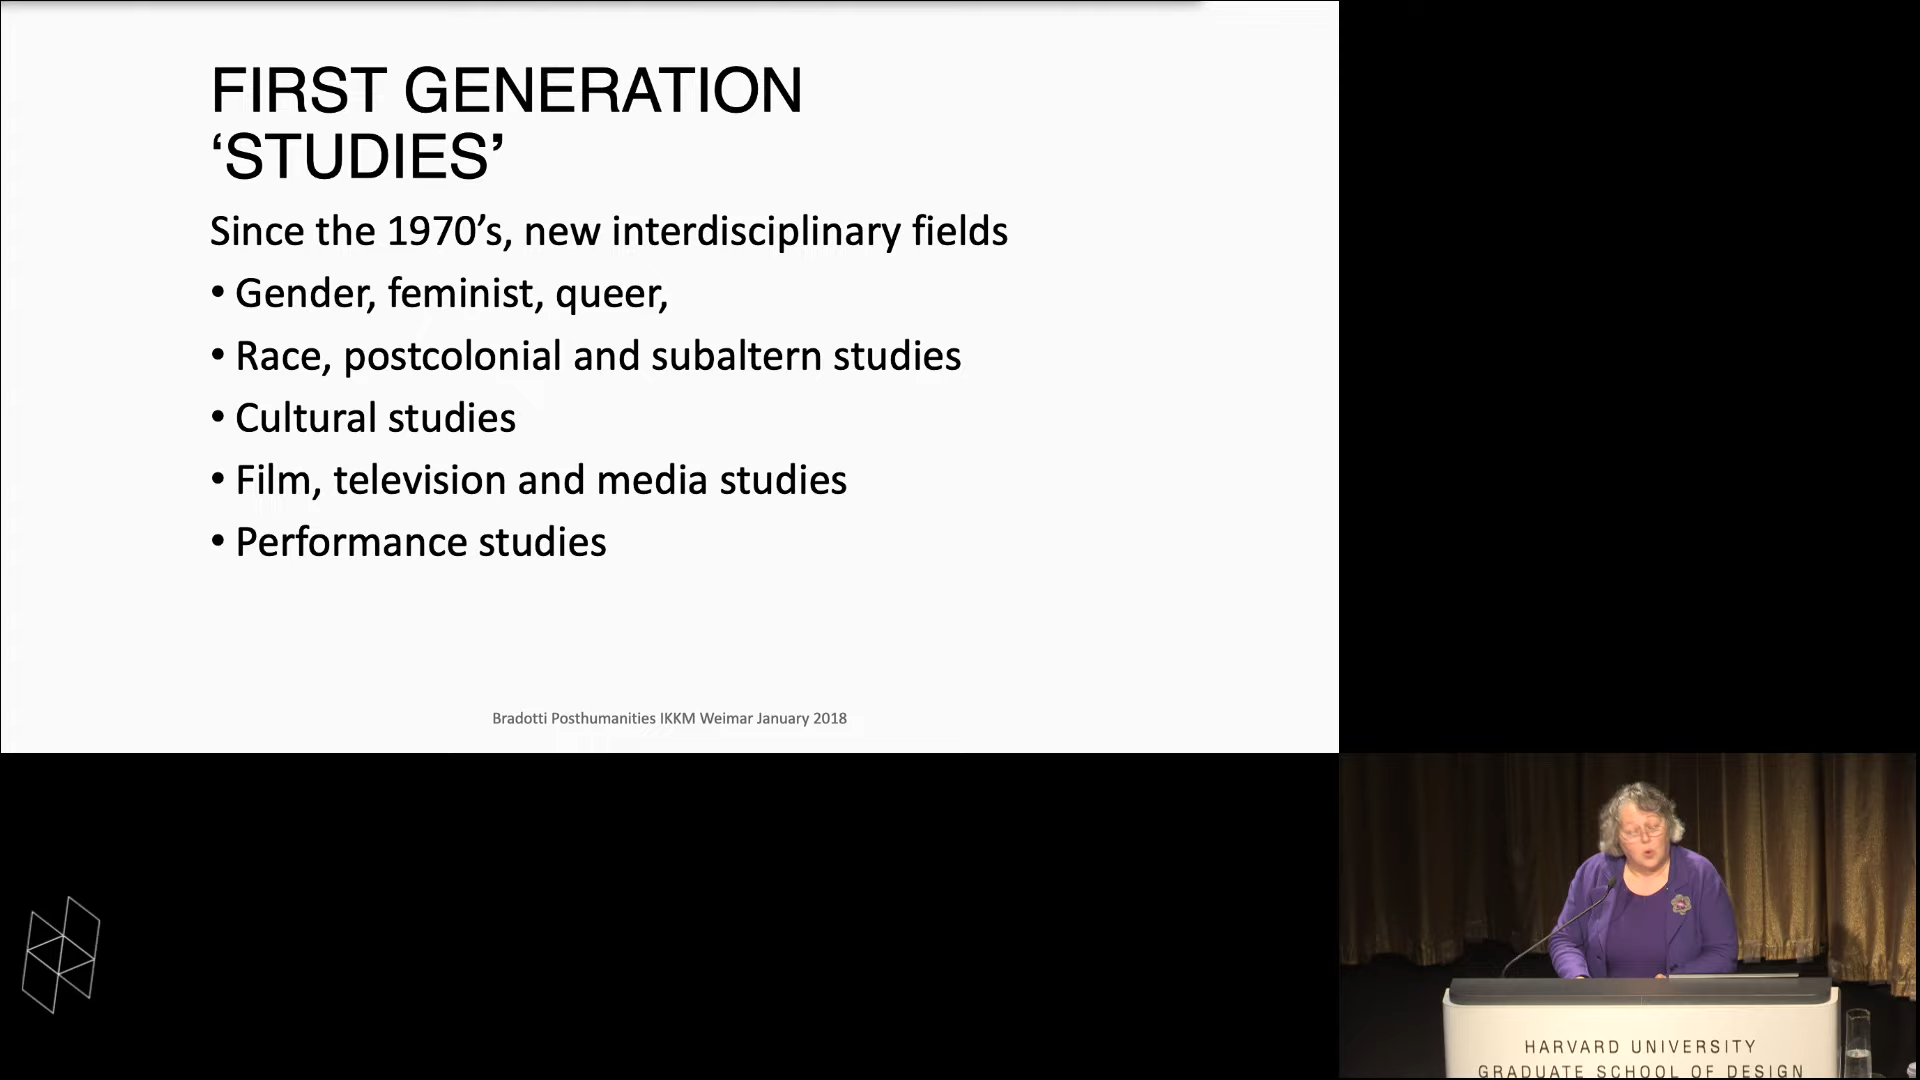 FIRST GENERATION
‘STUDIES’
Since the 1970’s, new interdisciplinary fields
• Gender, feminist, queer,
• Race, postcolonial and subaltern studies
• Cultural studies
• Film, television and media studies
• Performance studies
Bradotti Posthumanities IKKM Weimar January 2018
HARVARD UNIVERSITY
GRADUATE SCHOOL OF DESIGN